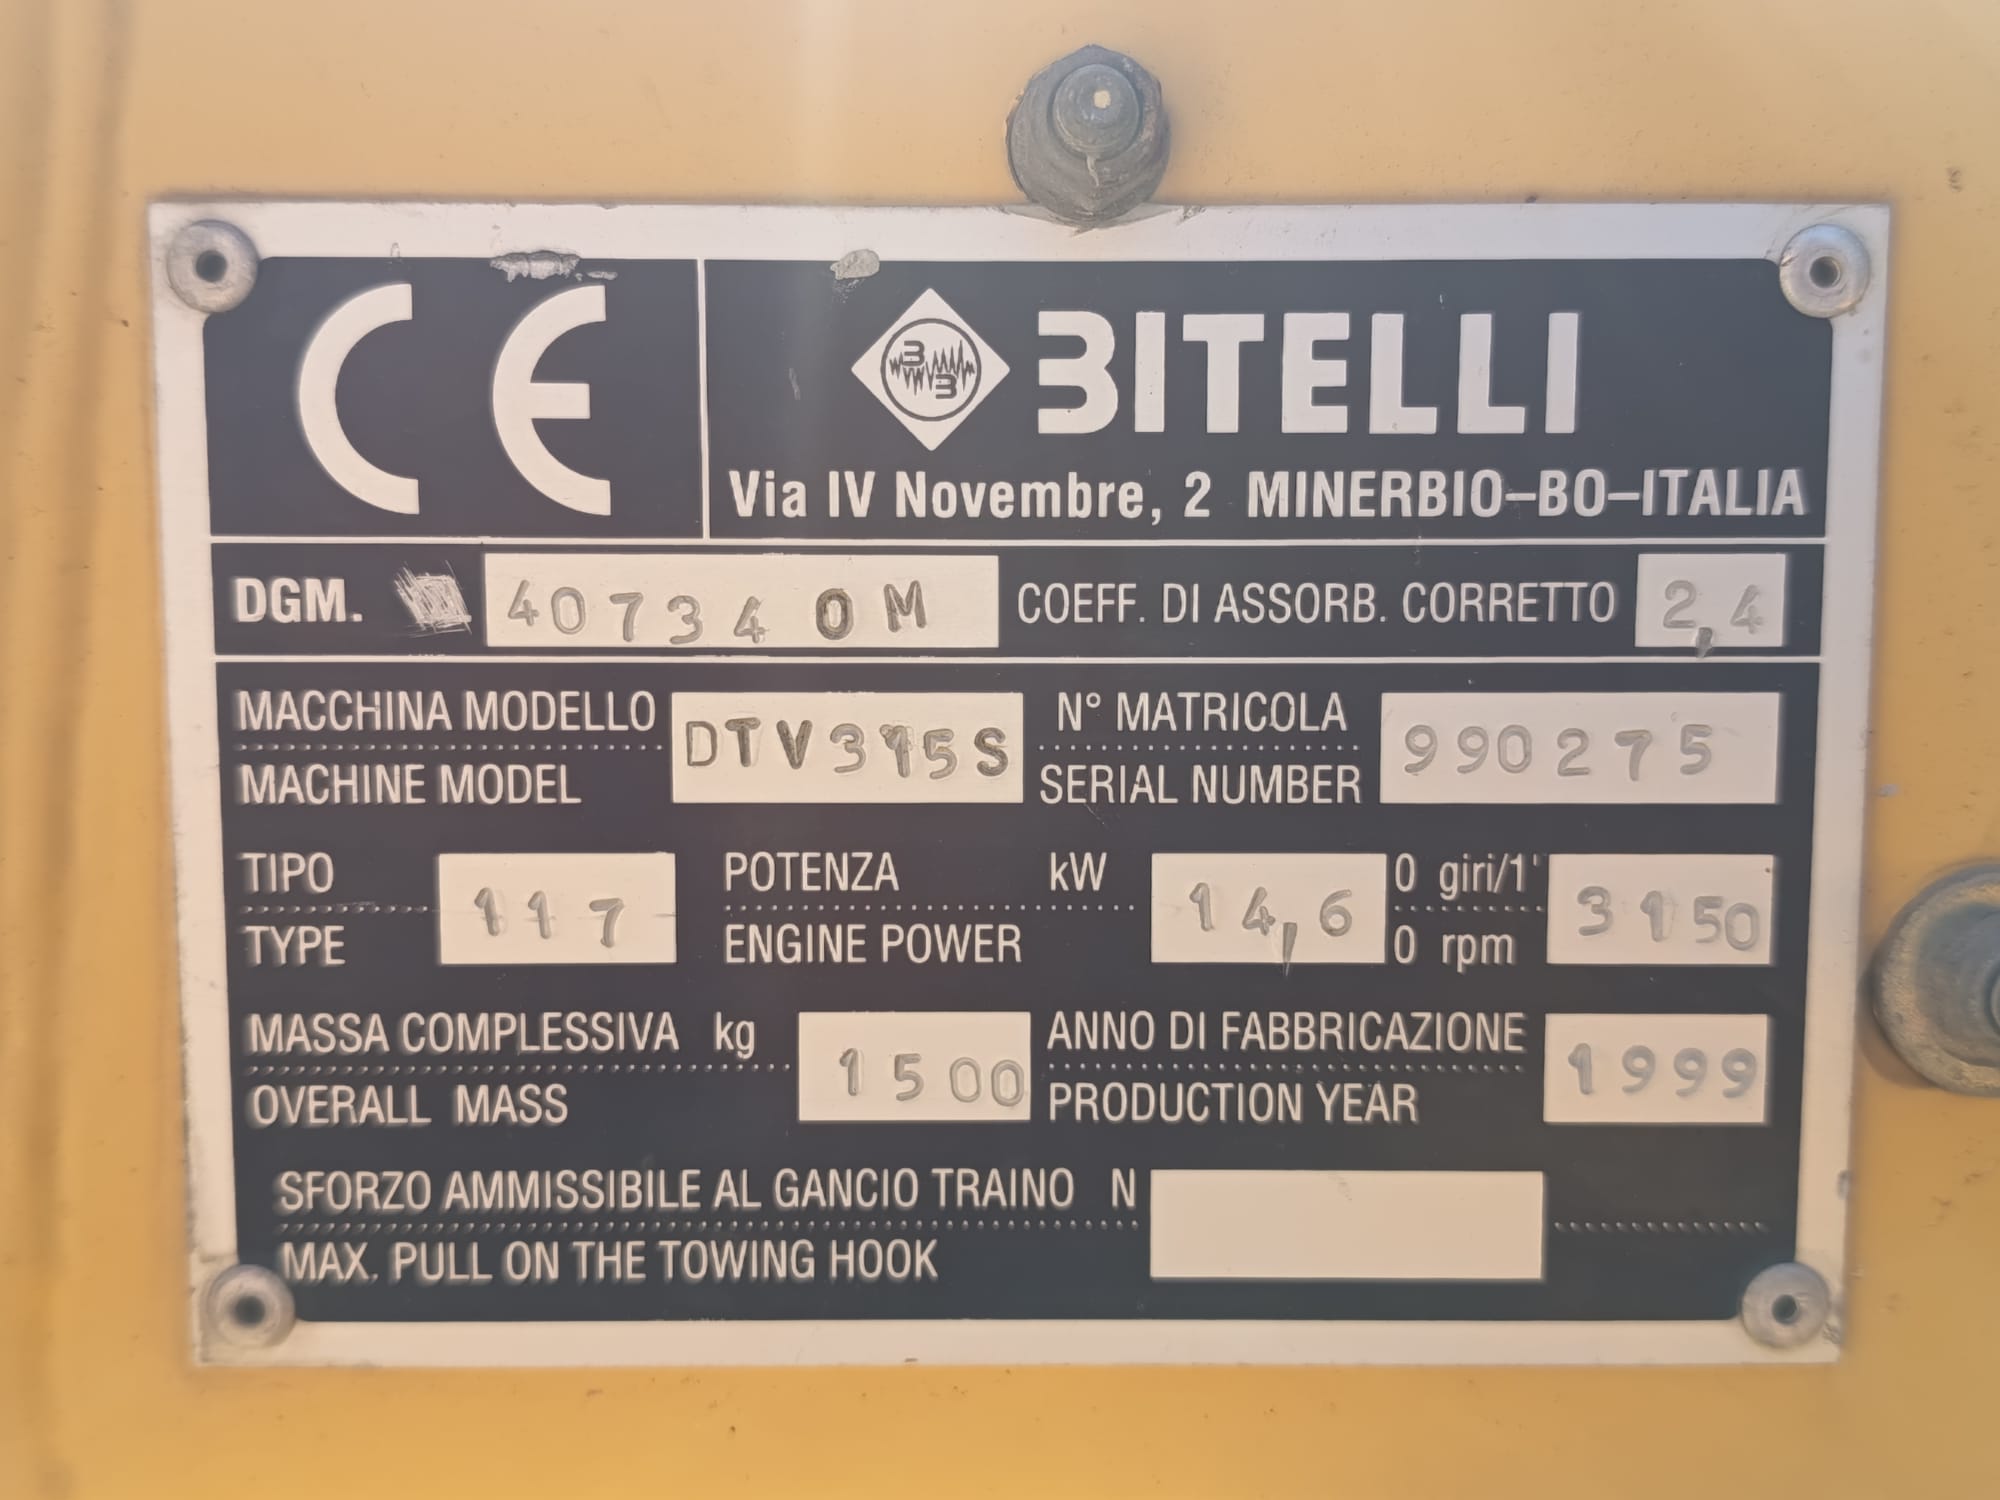 CE
BITELLI
Via IV Novembre, 2 MINERBIO-BO-ITALIA
DGM. 407340M COEFF. DI ASSORB. CORRETTO 2,4
MACCHINA MODELLO DTV315S N° MATRICOLA 990275
MACHINE MODEL SERIAL NUMBER
TIPO 117 POTENZA kW 14,6 0 giri/1' 3150
TYPE ENGINE POWER 0 rpm
MASSA COMPLESSIVA kg 1500 ANNO DI FABBRICAZIONE 1999
OVERALL MASS PRODUCTION YEAR
SFORZO AMMISSIBILE AL GANCIO TRAINO N
MAX. PULL ON THE TOWING HOOK